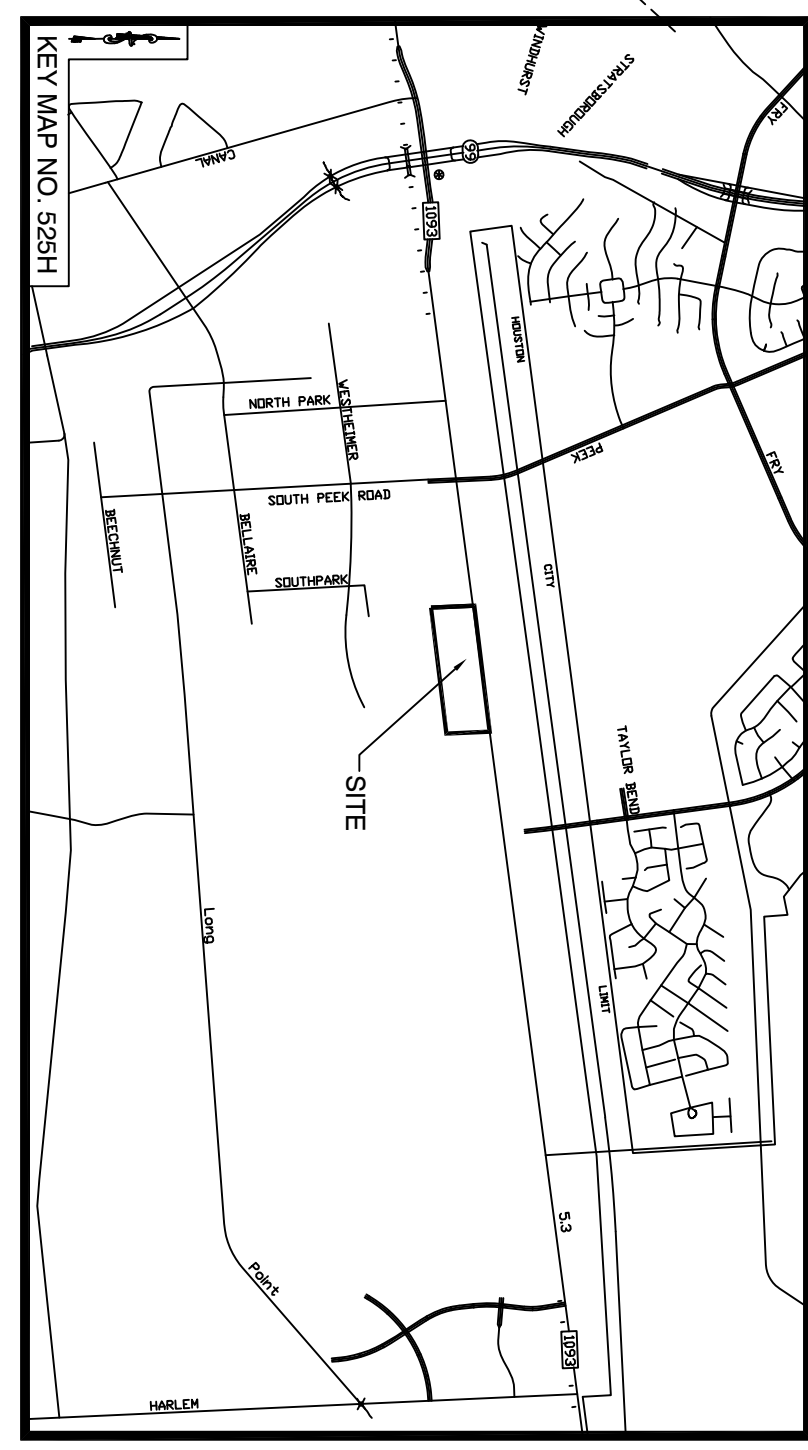 KEY MAP NO. 525H
WINDHURST
STRATSBOROUGH
FRY
CANAL
99
1093
HOUSTON
NORTH PARK
WESTHEIMER
PEEK
FRY
SOUTH PEEK ROAD
BEECHNUT
BELLAIRE
SOUTHPARK
CITY
SITE
TAYLOR BEND
Long
LIMIT
5.3
Point
1093
HARLEM